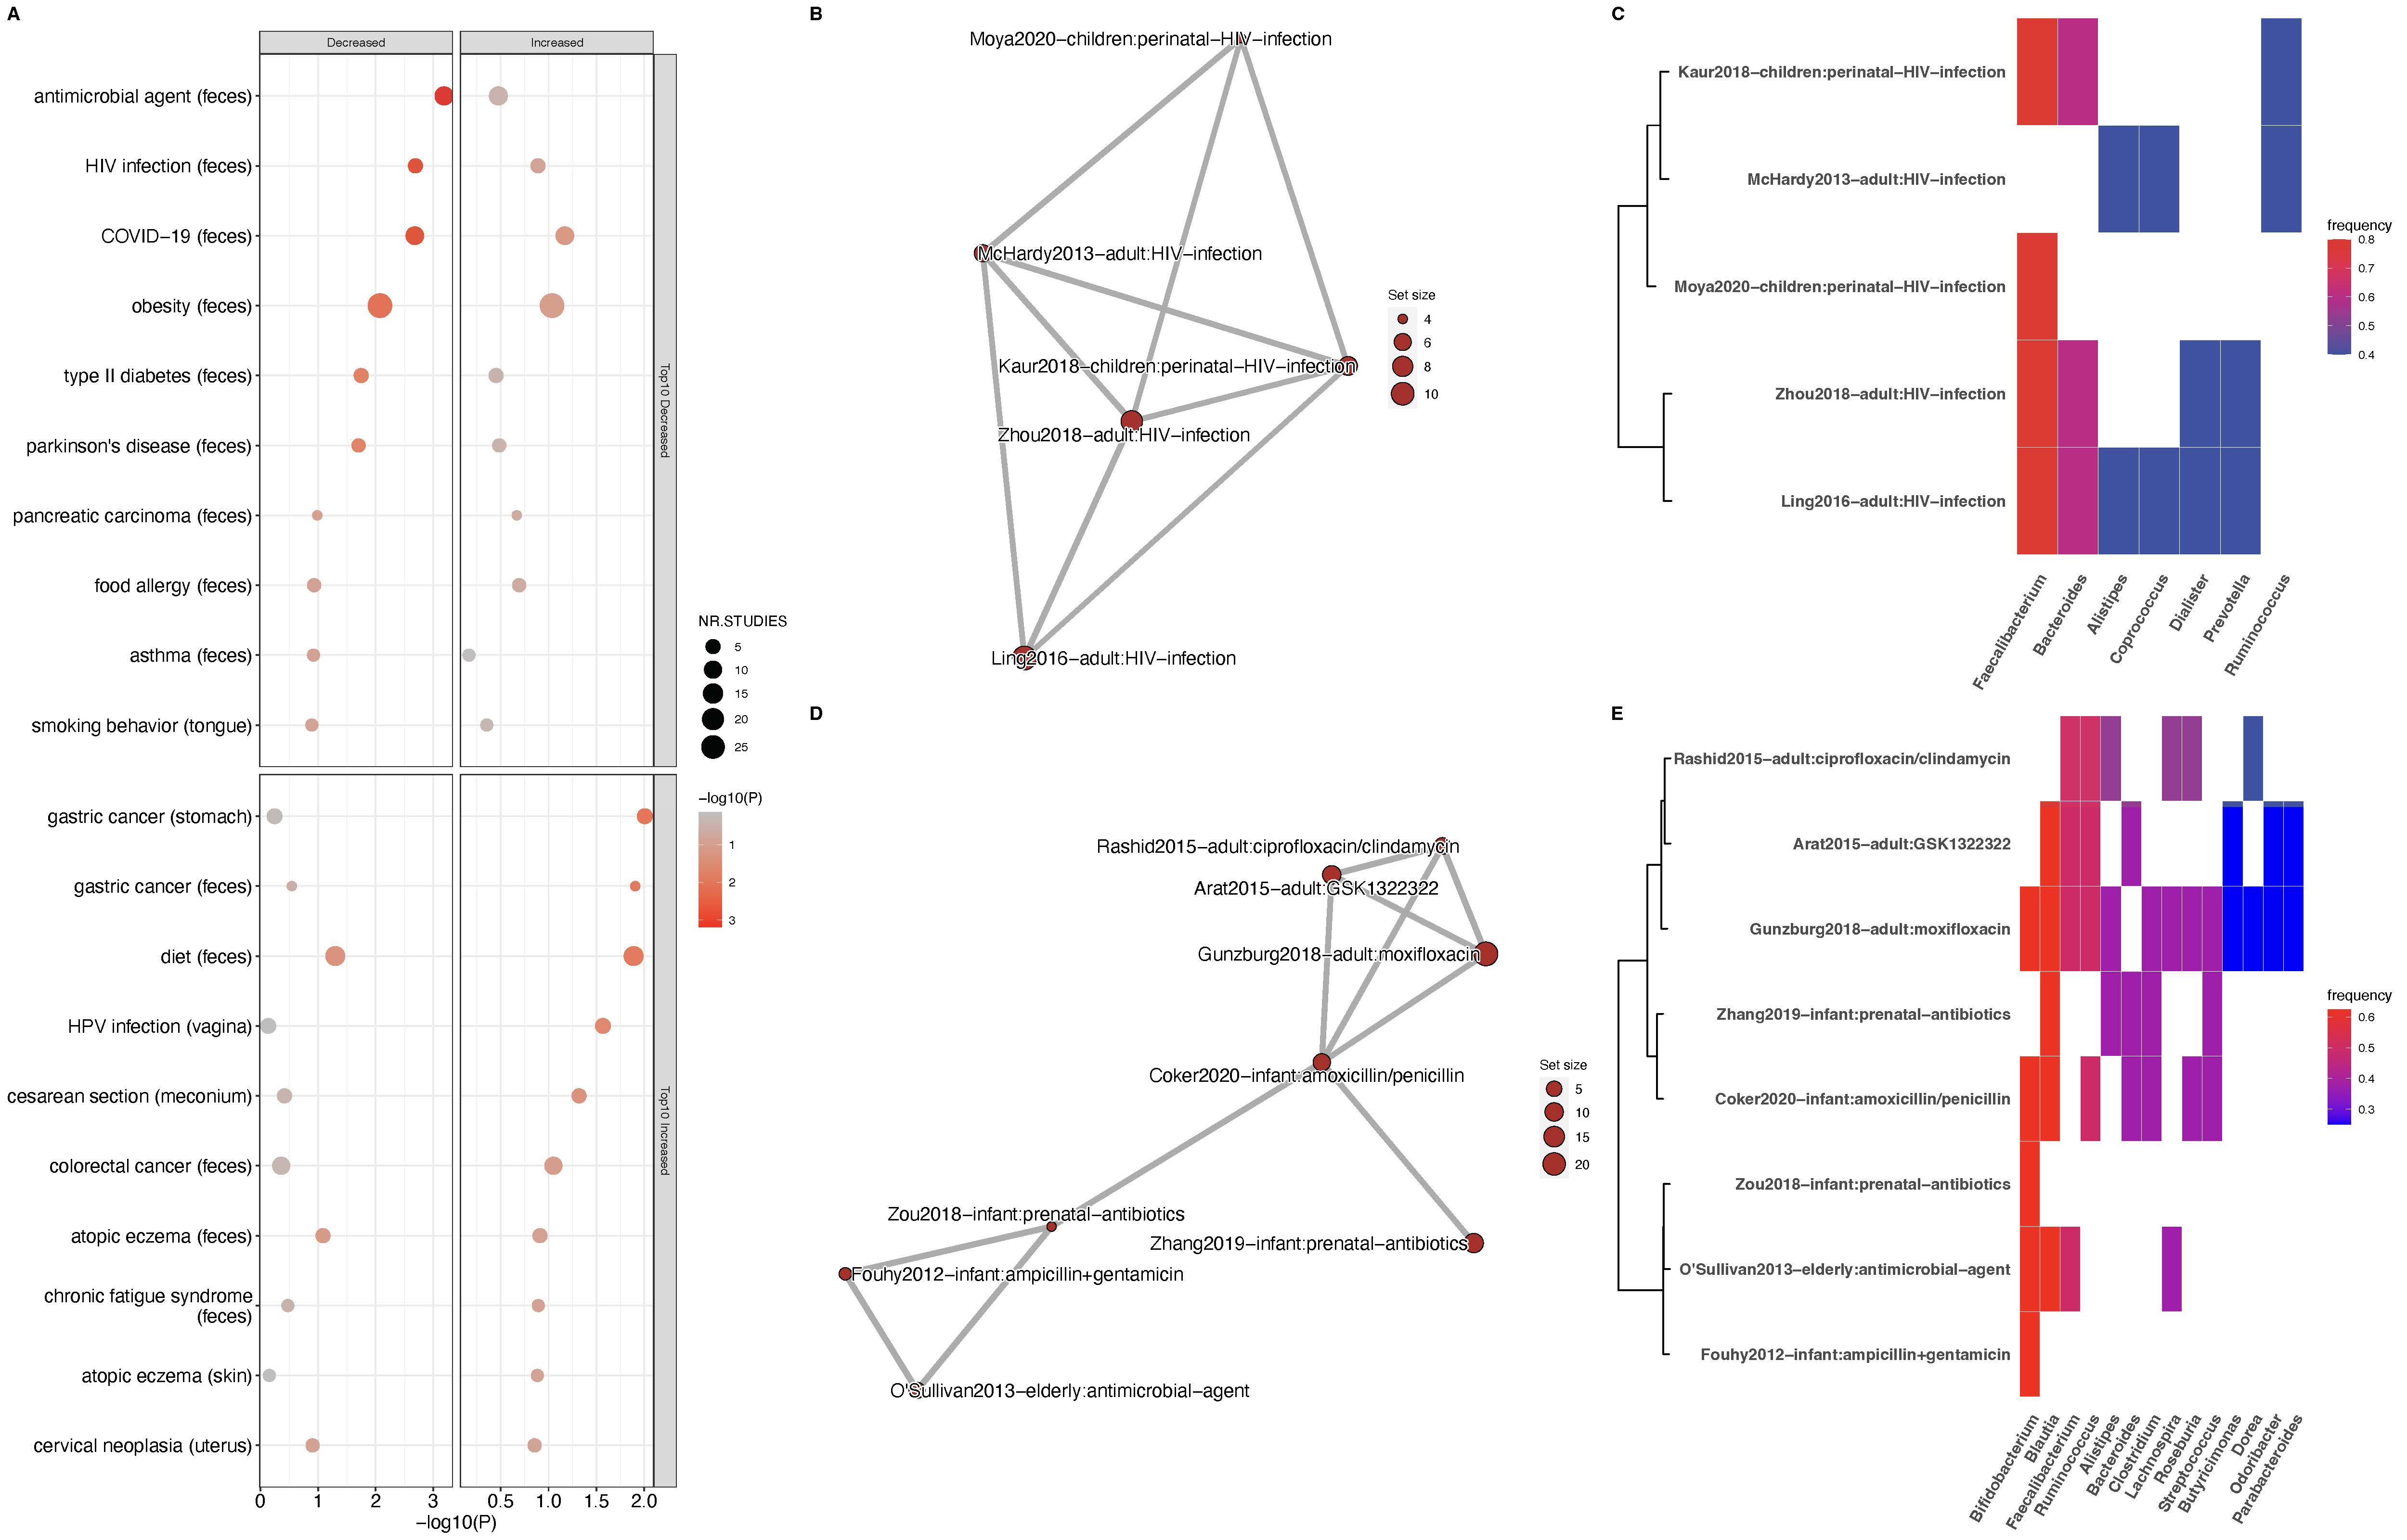 A
Decreased
Increased
antimicrobial agent (feces)
HIV infection (feces)
COVID−19 (feces)
obesity (feces)
type II diabetes (feces)
parkinson's disease (feces)
pancreatic carcinoma (feces)
food allergy (feces)
asthma (feces)
smoking behavior (tongue)
Top10 Decreased
gastric cancer (stomach)
gastric cancer (feces)
diet (feces)
HPV infection (vagina)
cesarean section (meconium)
colorectal cancer (feces)
atopic eczema (feces)
chronic fatigue syndrome
(feces)
atopic eczema (skin)
cervical neoplasia (uterus)
Top10 Increased
0 1 2 3
0.5 1.0 1.5 2.0
−log10(P)
NR.STUDIES
5
10
15
20
25
−log10(P)
1
2
3
B
Moya2020−children:perinatal−HIV−infection
McHardy2013−adult:HIV−infection
Kaur2018−children:perinatal−HIV−infection
Zhou2018−adult:HIV−infection
Ling2016−adult:HIV−infection
Set size
4
6
8
10
C
Kaur2018−children:perinatal−HIV−infection
McHardy2013−adult:HIV−infection
Moya2020−children:perinatal−HIV−infection
Zhou2018−adult:HIV−infection
Ling2016−adult:HIV−infection
Faecalibacterium
Bacteroides
Alistipes
Coprococcus
Dialister
Prevotella
Ruminococcus
frequency
0.8
0.7
0.6
0.5
0.4
D
Rashid2015−adult:ciprofloxacin/clindamycin
Arat2015−adult:GSK1322322
Gunzburg2018−adult:moxifloxacin
Coker2020−infant:amoxicillin/penicillin
Zou2018−infant:prenatal−antibiotics
Zhang2019−infant:prenatal−antibiotics
Fouhy2012−infant:ampicillin+gentamicin
O'Sullivan2013−elderly:antimicrobial−agent
Set size
5
10
15
20
E
Rashid2015−adult:ciprofloxacin/clindamycin
Arat2015−adult:GSK1322322
Gunzburg2018−adult:moxifloxacin
Zhang2019−infant:prenatal−antibiotics
Coker2020−infant:amoxicillin/penicillin
Zou2018−infant:prenatal−antibiotics
O'Sullivan2013−elderly:antimicrobial−agent
Fouhy2012−infant:ampicillin+gentamicin
Bifidobacterium
Blautia
Faecalibacterium
Ruminococcus
Alistipes
Bacteroides
Clostridium
Lachnospira
Roseburia
Streptococcus
Butyricimonas
Dorea
Odoribacter
Parabacteroides
frequency
0.6
0.5
0.4
0.3